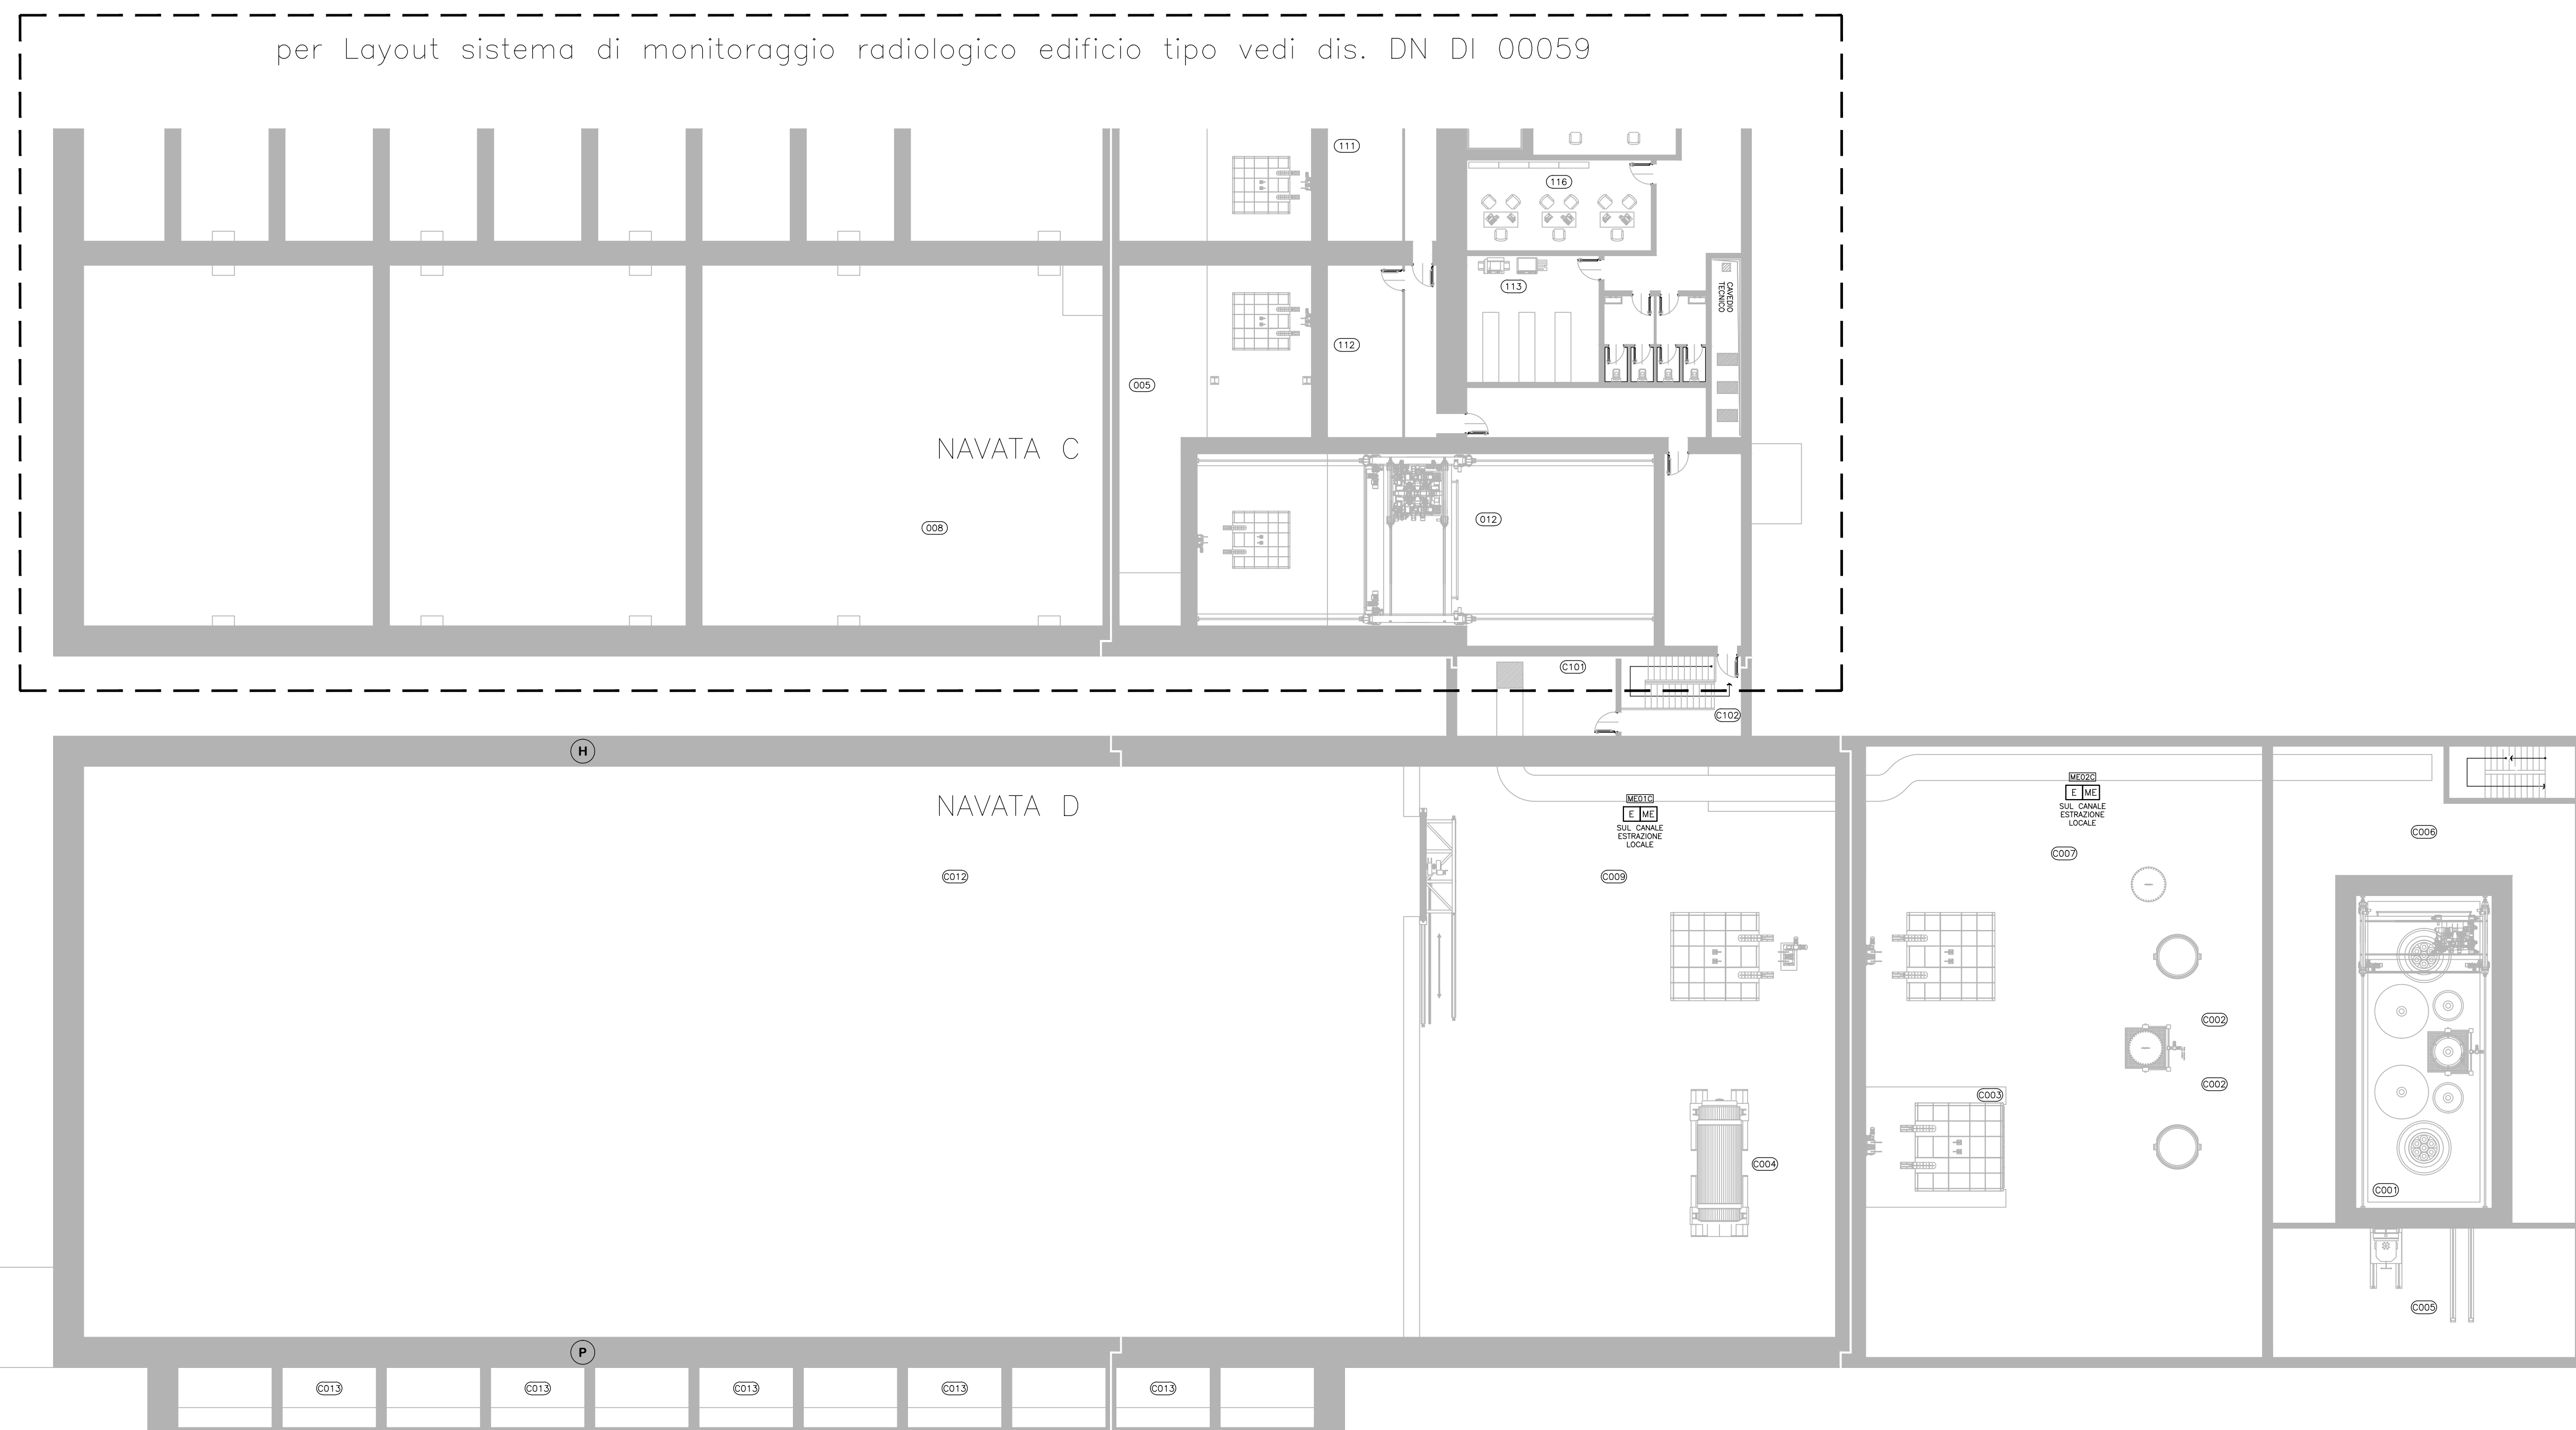 per Layout sistema di monitoraggio radiologico edificio tipo vedi dis. DN DI 00059
111
116
113
CAVEDIO
TECNICO
112
005
NAVATA C
008
012
C101
C102
H
NAVATA D
ME01C
E ME
SUL CANALE
ESTRAZIONE
LOCALE
ME02C
E ME
SUL CANALE
ESTRAZIONE
LOCALE
C006
C007
C012
C009
C002
C002
C003
C004
C001
C005
P
C013
C013
C013
C013
C013